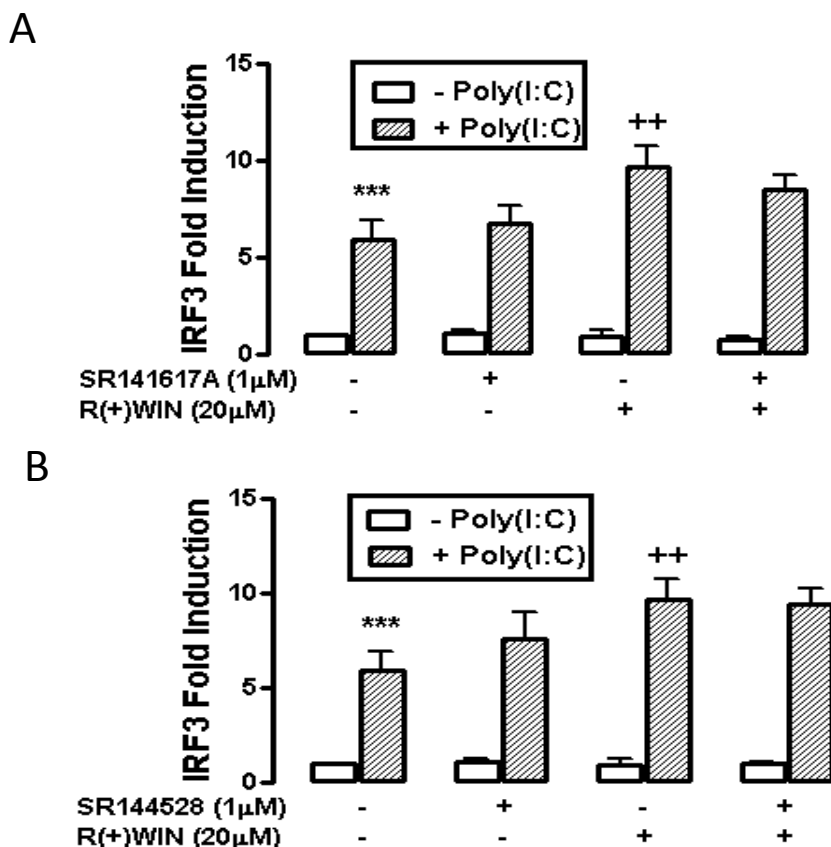 A
IRF3 Fold Induction
15
10
5
0
- Poly(I:C)
+ Poly(I:C)
***
++
SR141617A (1µM) - + - +
R(+)WIN (20µM) - - + +
B
IRF3 Fold Induction
15
10
5
0
- Poly(I:C)
+ Poly(I:C)
***
++
SR144528 (1µM) - + - +
R(+)WIN (20µM) - - + +